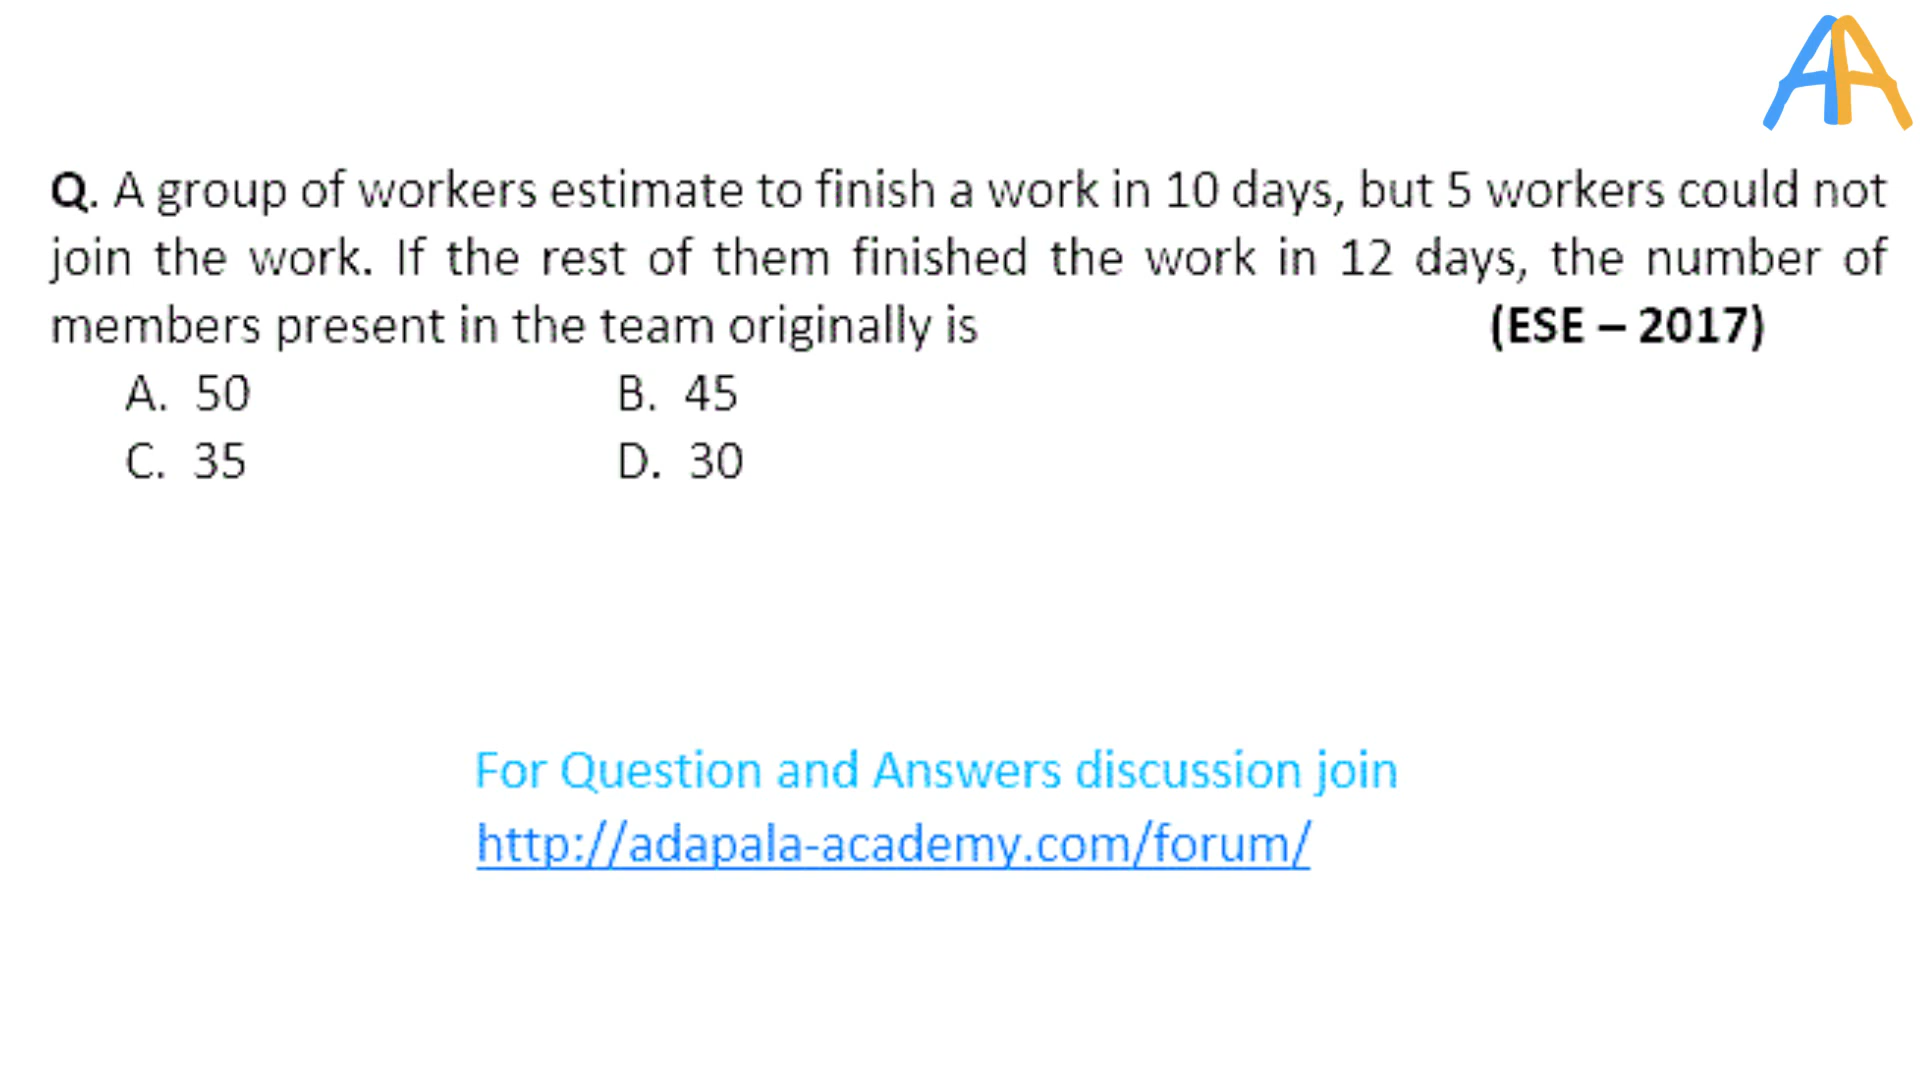 Q. A group of workers estimate to finish a work in 10 days, but 5 workers could not
join the work. If the rest of them finished the work in 12 days, the number of
members present in the team originally is (ESE – 2017)
A. 50 B. 45
C. 35 D. 30
For Question and Answers discussion join
http://adapala-academy.com/forum/